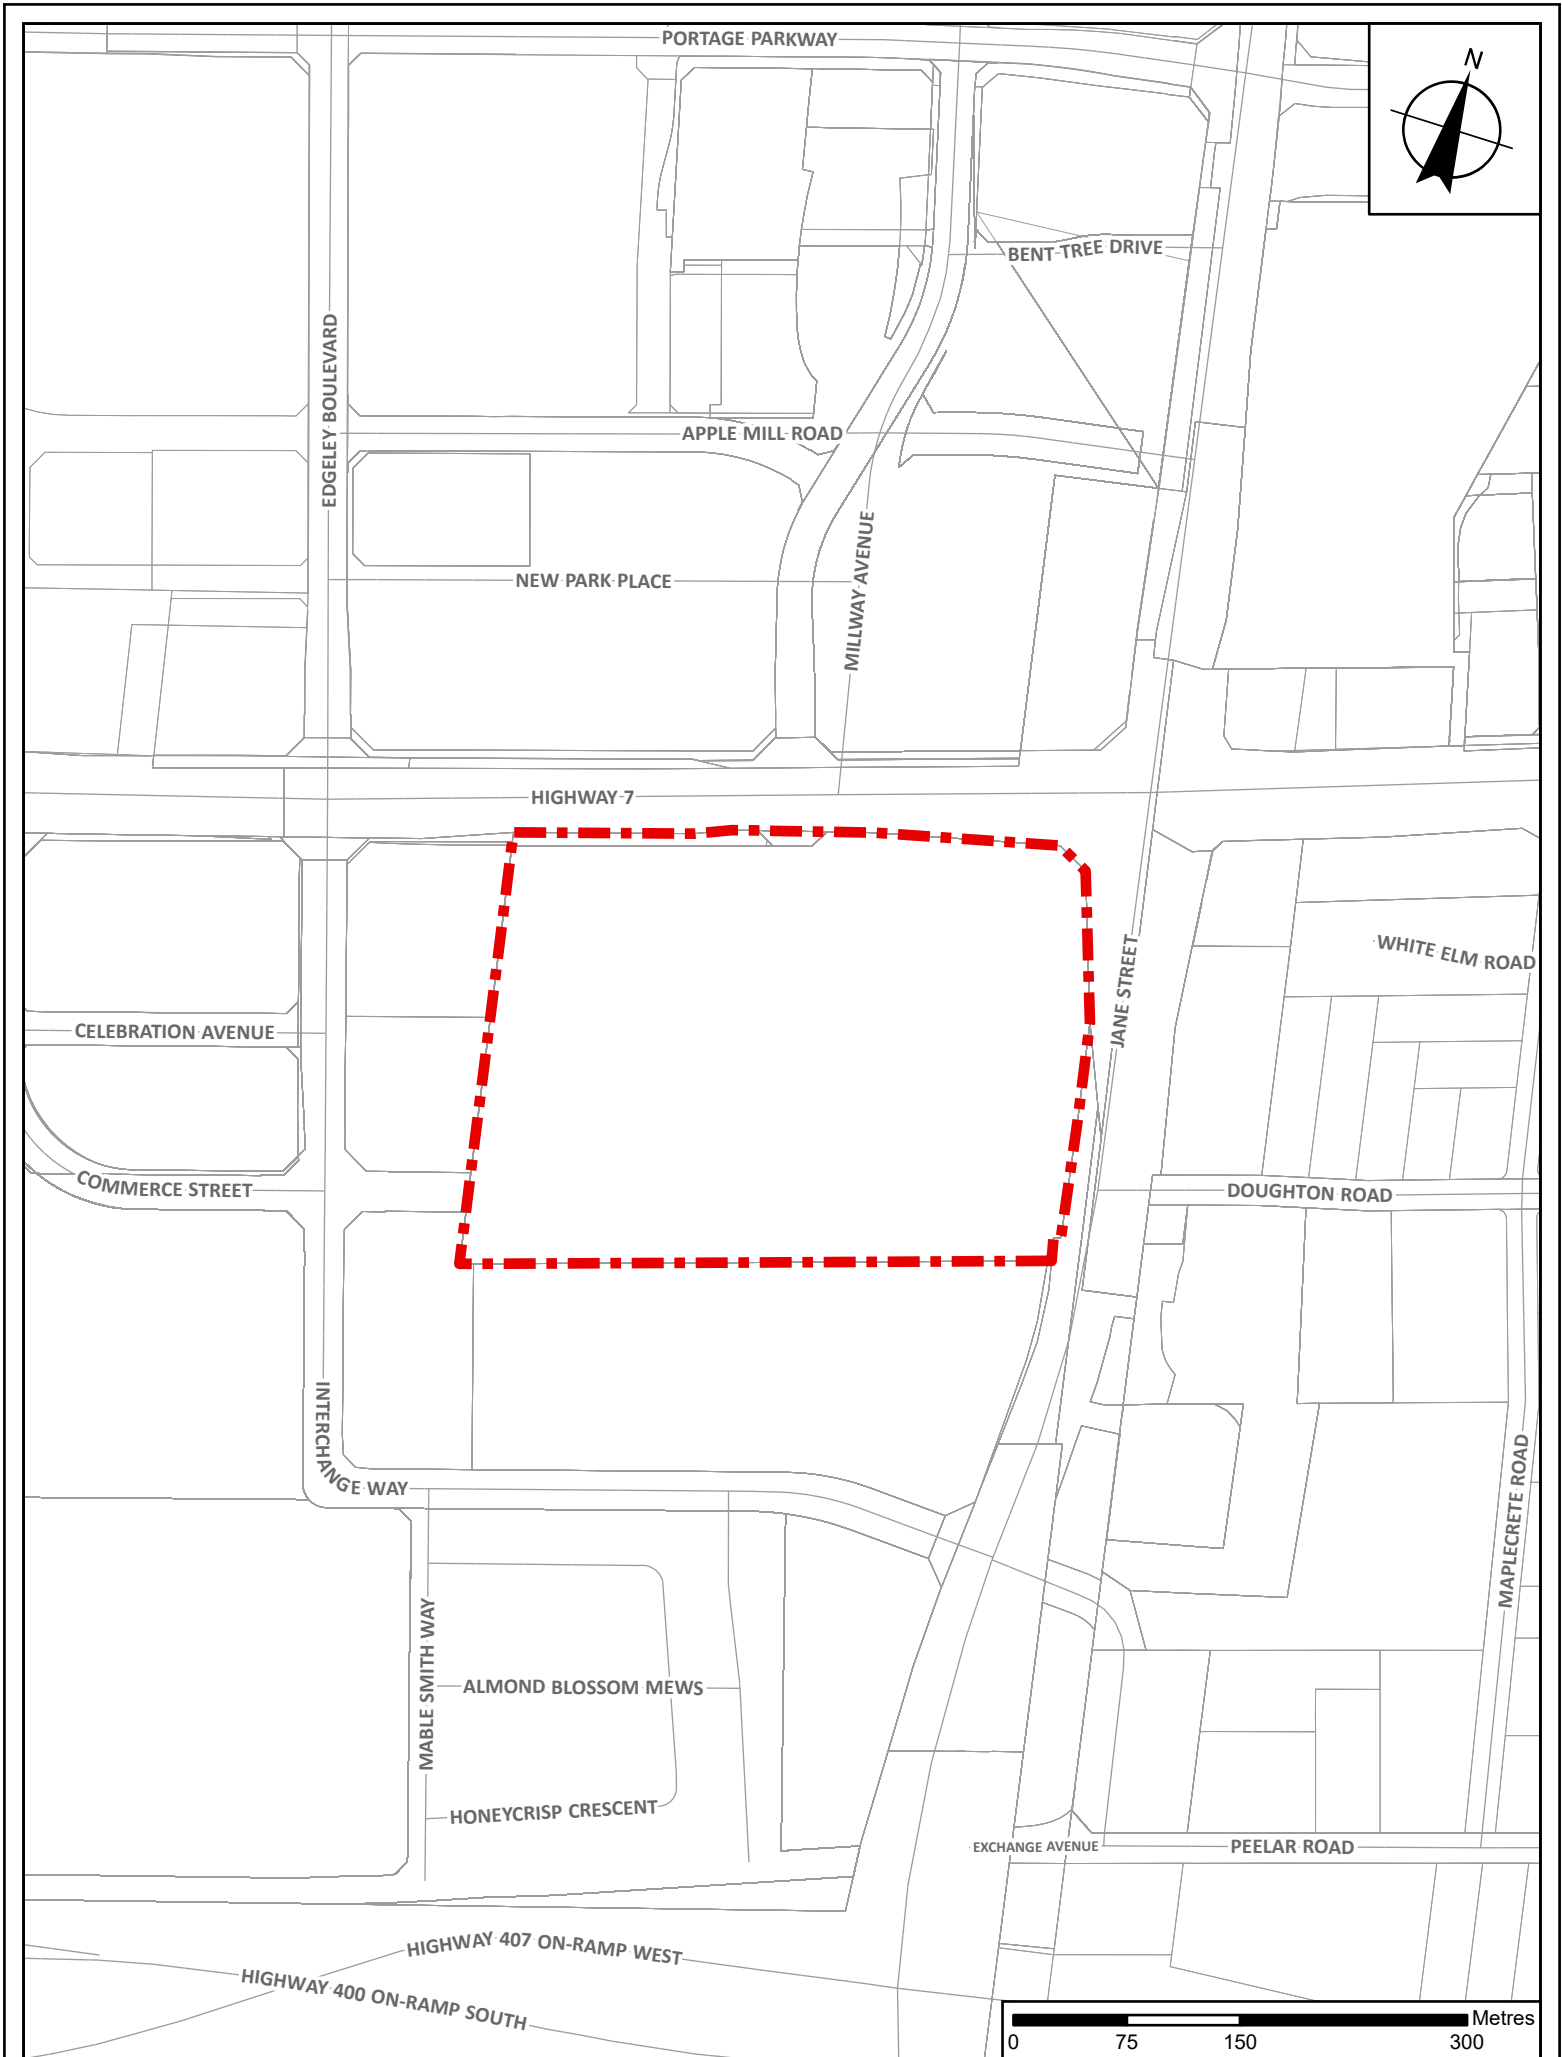 PORTAGE PARKWAY
N
BENT TREE DRIVE
EDGELEY BOULEVARD
APPLE MILL ROAD
MILLWAY AVENUE
NEW PARK PLACE
HIGHWAY 7
JANE STREET
WHITE ELM ROAD
CELEBRATION AVENUE
COMMERCE STREET
DOUGHTON ROAD
INTERCHANGE WAY
MAPLECRETE ROAD
MABLE SMITH WAY
ALMOND BLOSSOM MEWS
HONEYCRISP CRESCENT
EXCHANGE AVENUE
PEELAR ROAD
HIGHWAY 407 ON-RAMP WEST
HIGHWAY 400 ON-RAMP SOUTH
Metres
0 75 150 300